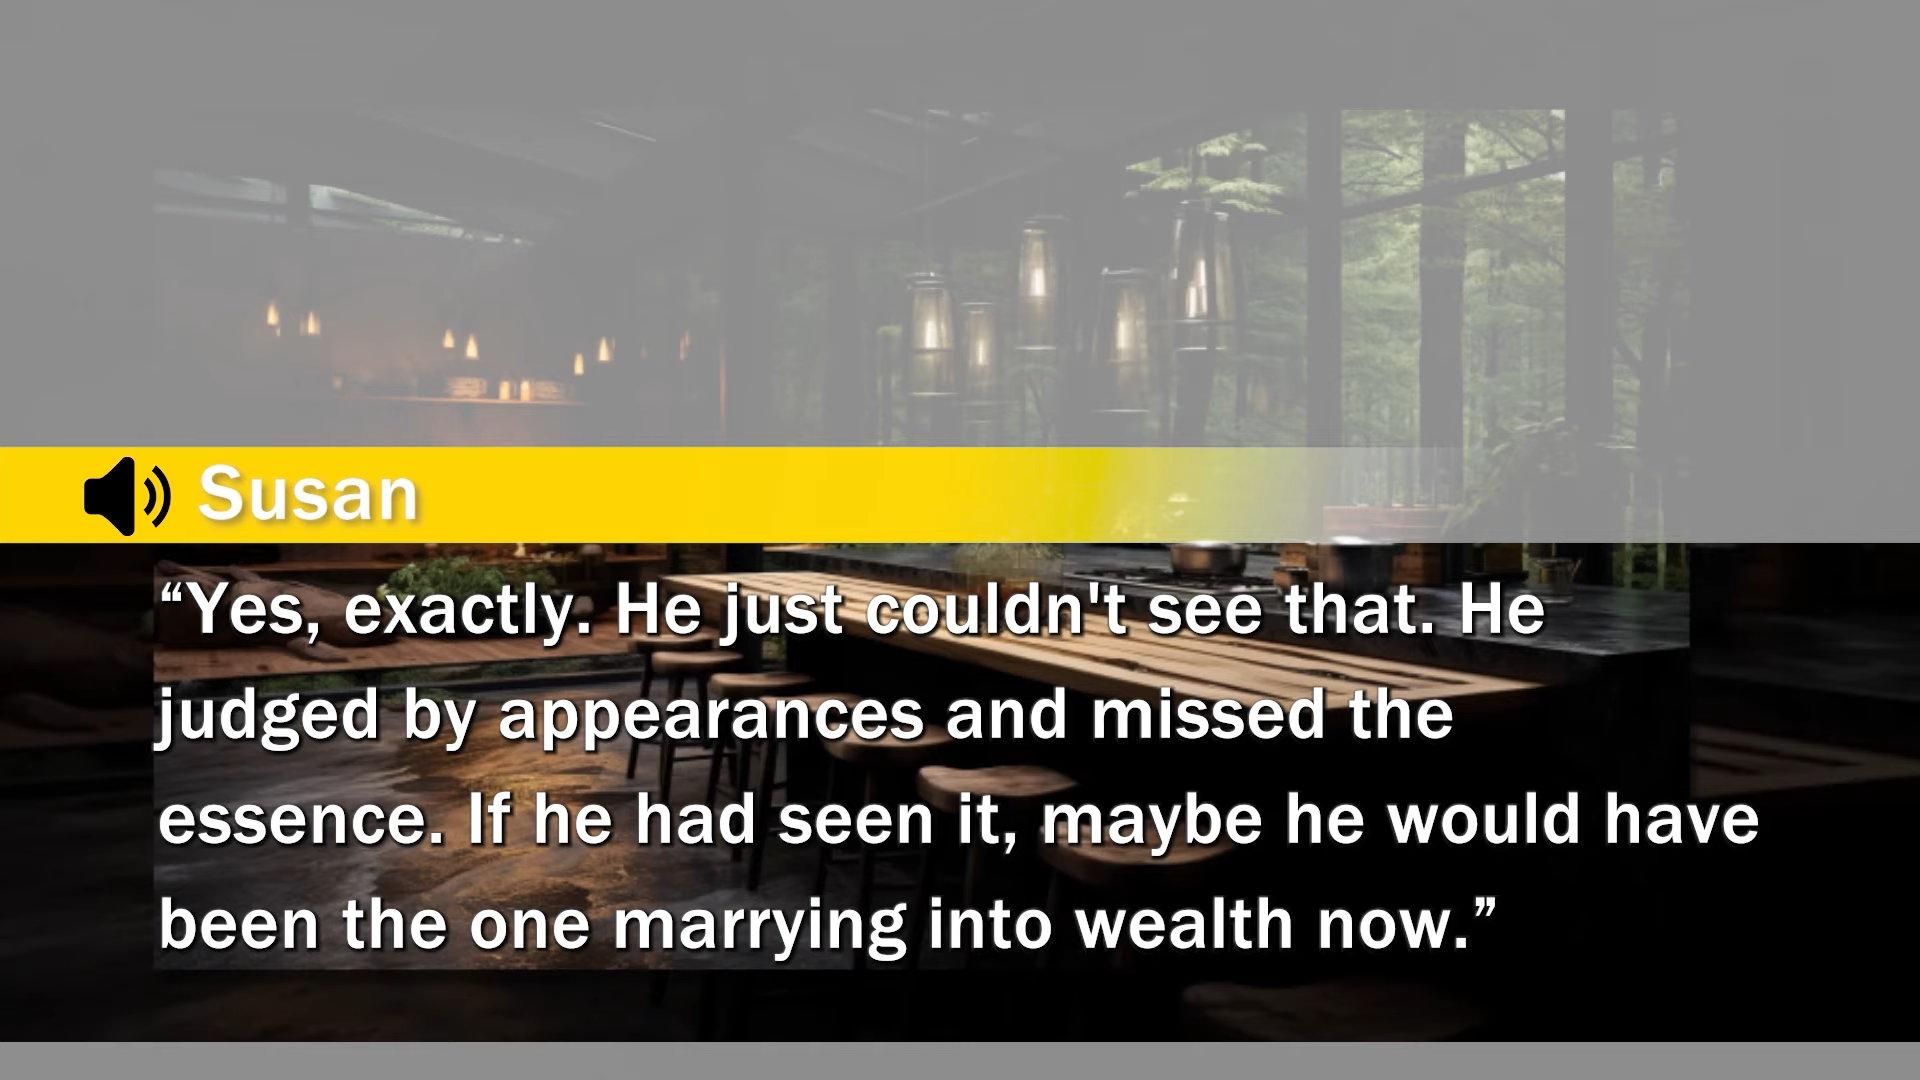 Susan
“Yes, exactly. He just couldn't see that. He
judged by appearances and missed the
essence. If he had seen it, maybe he would have
been the one marrying into wealth now.”